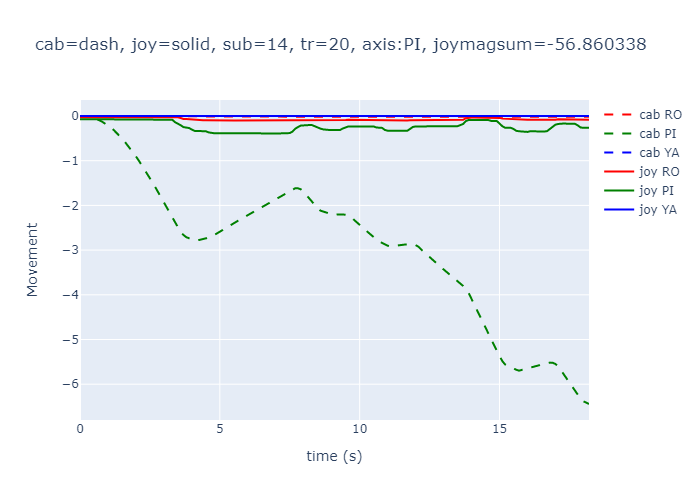 cab=dash, joy=solid, sub=14, tr=20, axis:PI, joymagsum=-56.860338
0
−1
−2
−3
−4
−5
−6
Movement
0
5
10
15
time (s)
cab RO
cab PI
cab YA
joy RO
joy PI
joy YA